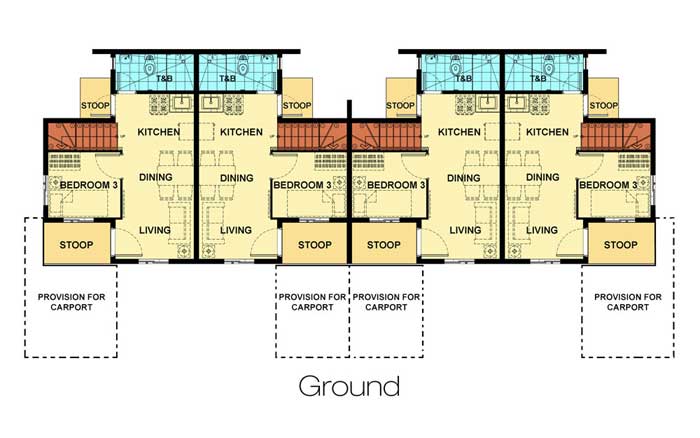 T&B
T&B
T&B
T&B
STOOP
STOOP
STOOP
STOOP
KITCHEN
KITCHEN
KITCHEN
KITCHEN
DINING
DINING
DINING
DINING
BEDROOM 3
BEDROOM 3
BEDROOM 3
BEDROOM 3
LIVING
LIVING
LIVING
LIVING
STOOP
STOOP
STOOP
STOOP
PROVISION FOR
CARPORT
PROVISION FOR
CARPORT
PROVISION FOR
CARPORT
PROVISION FOR
CARPORT
Ground